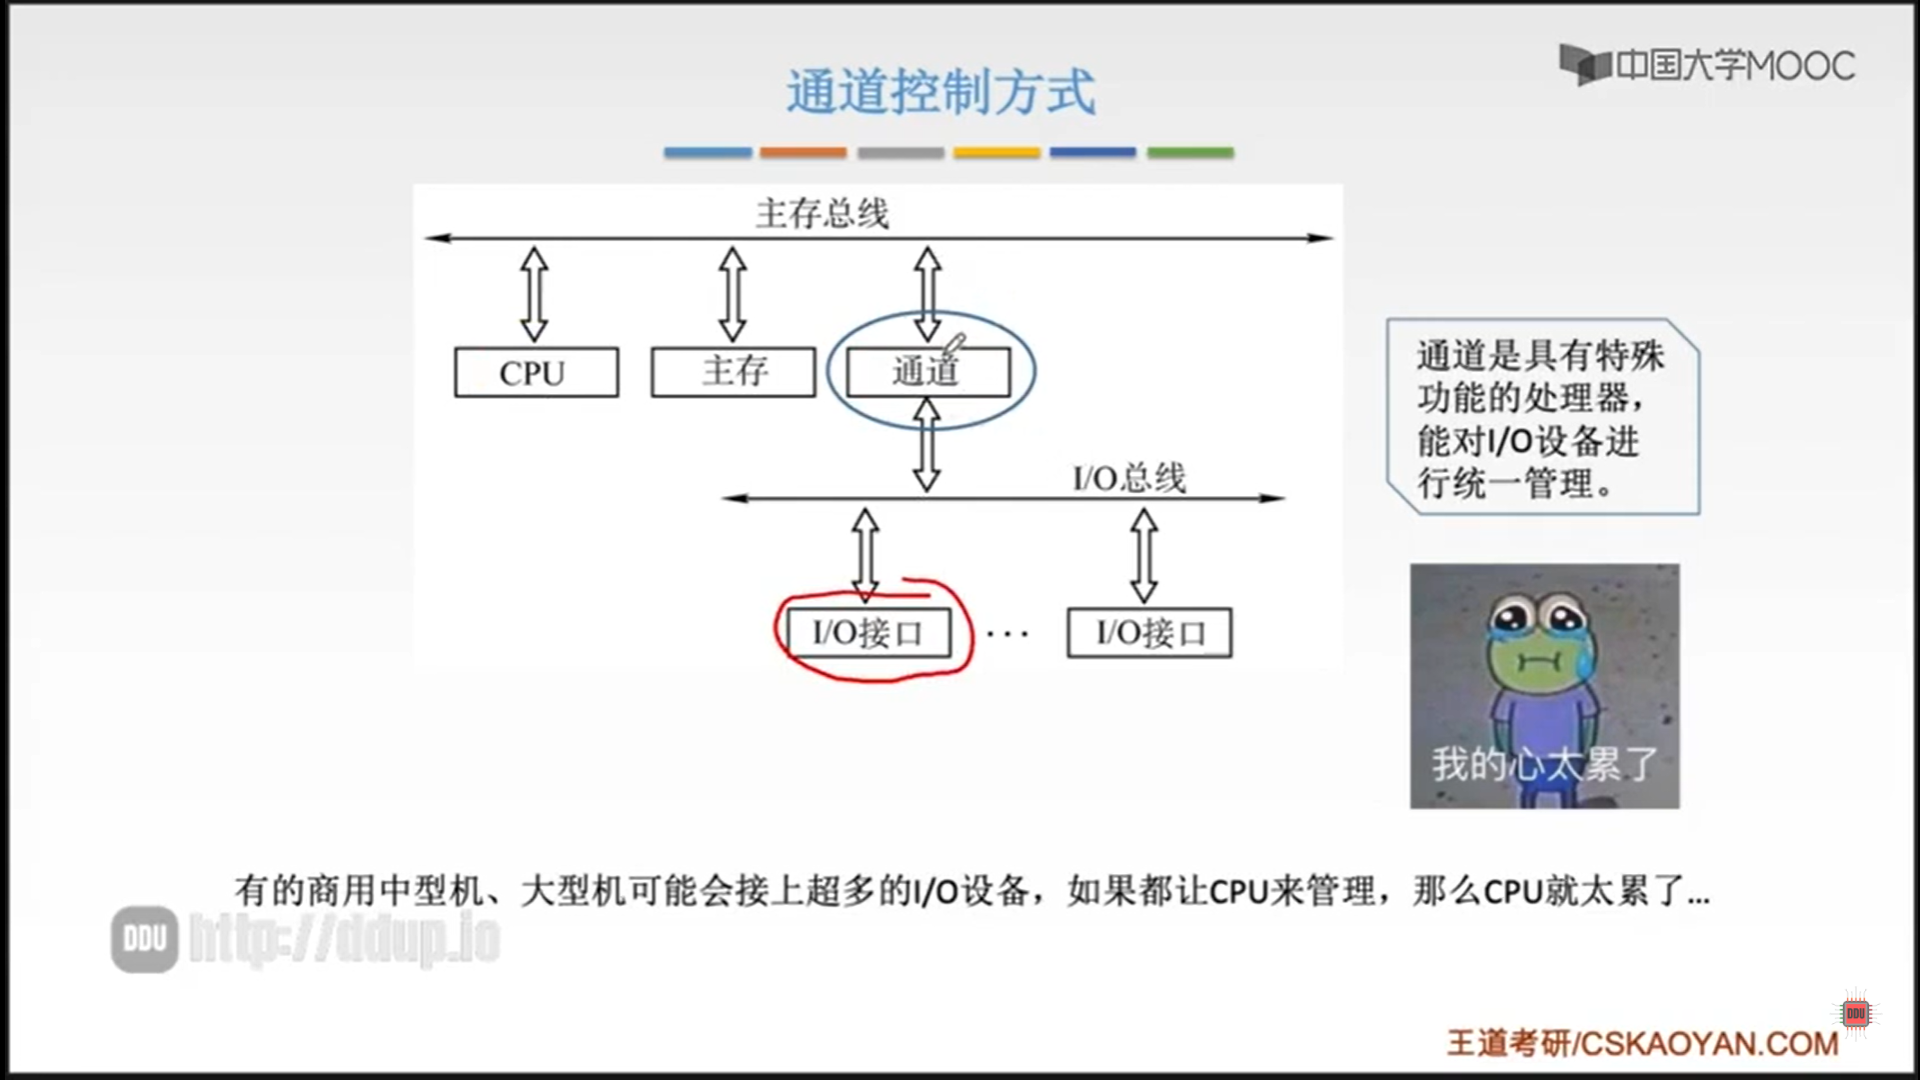 中国大学MOOC
通道控制方式
主存总线
CPU
主存
通道
I/O总线
I/O接口
...
I/O接口
通道是具有特殊
功能的处理器，
能对I/O设备进
行统一管理。
我的心太累了
有的商用中型机、大型机可能会接上超多的I/O设备，如果都让CPU来管理，那么CPU就太累了...
DDU http://ddup.io
DDU
王道考研/CSKAOYAN.COM